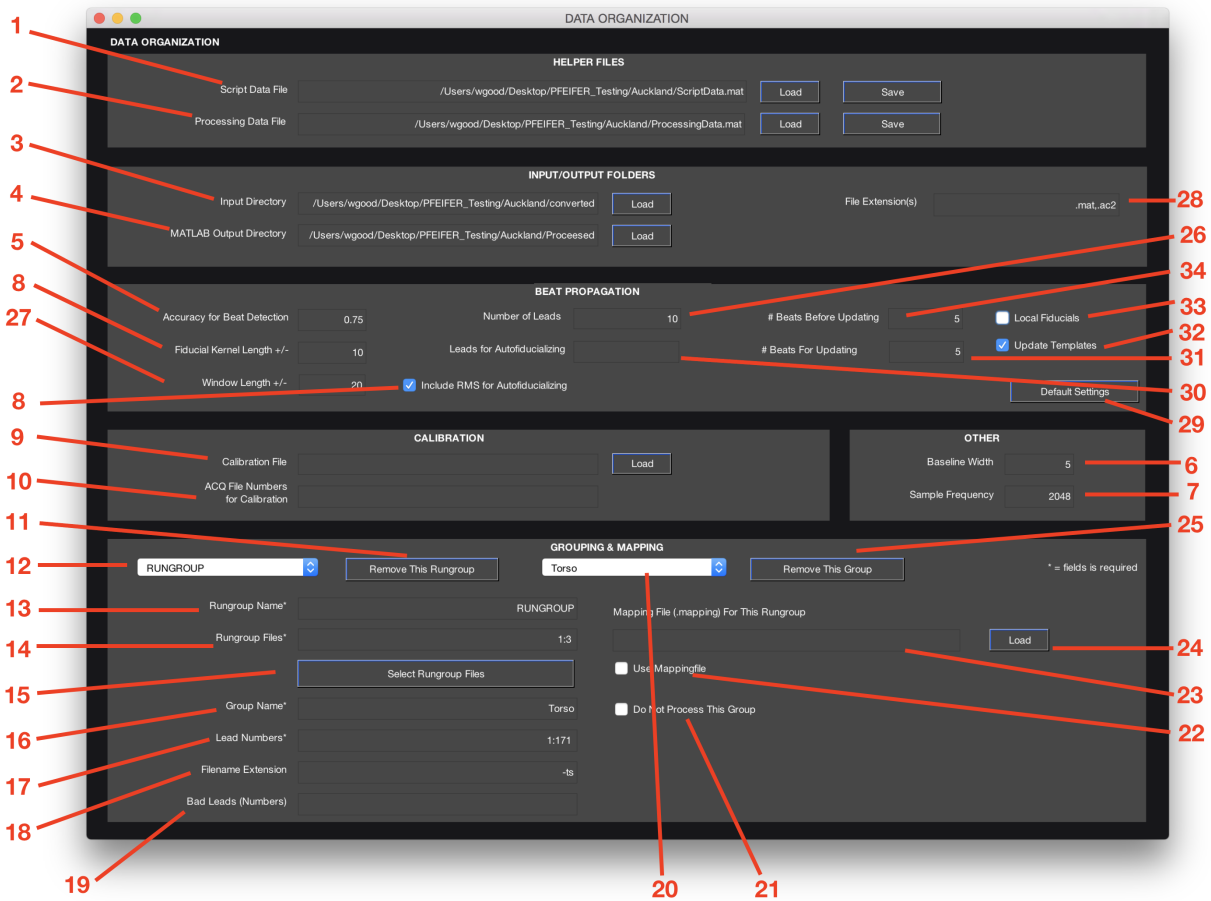 DATA ORGANIZATION
DATA ORGANIZATION
HELPER FILES
1 Script Data File /Users/wgood/Desktop/PFEIFER_Testing/Auckland/ScriptData.mat Load Save
2 Processing Data File /Users/wgood/Desktop/PFEIFER_Testing/Auckland/ProcessingData.mat Load Save
INPUT/OUTPUT FOLDERS
3 Input Directory /Users/wgood/Desktop/PFEIFER_Testing/Auckland/converted Load File Extension(s) .mat,.ac2 28
4 MATLAB Output Directory /Users/wgood/Desktop/PFEIFER_Testing/Auckland/Proceesed Load 26
BEAT PROPAGATION
5 Accuracy for Beat Detection 0.75 Number of Leads 10 # Beats Before Updating 5 Local Fiducials 34
8 Fiducial Kernel Length +/- 10 Leads for Autofiducializing # Beats For Updating 5 Update Templates 33
27 Window Length +/- 20 Include RMS for Autofiducializing 32
31
8 Default Settings 30
29
CALIBRATION OTHER
9 Calibration File Load Baseline Width 5 6
10 ACQ File Numbers
for Calibration Sample Frequency 2048 7
11 GROUPING & MAPPING 25
12 RUNGROUP Remove This Rungroup Torso Remove This Group * = fields is required
13 Rungroup Name* RUNGROUP Mapping File (.mapping) For This Rungroup
14 Rungroup Files* 1:3 Load 24
15 Select Rungroup Files Use Mappingfile 23
16 Group Name* Torso Do Not Process This Group 22
17 Lead Numbers* 1:171
18 Filename Extension -ts
19 Bad Leads (Numbers)
20 21